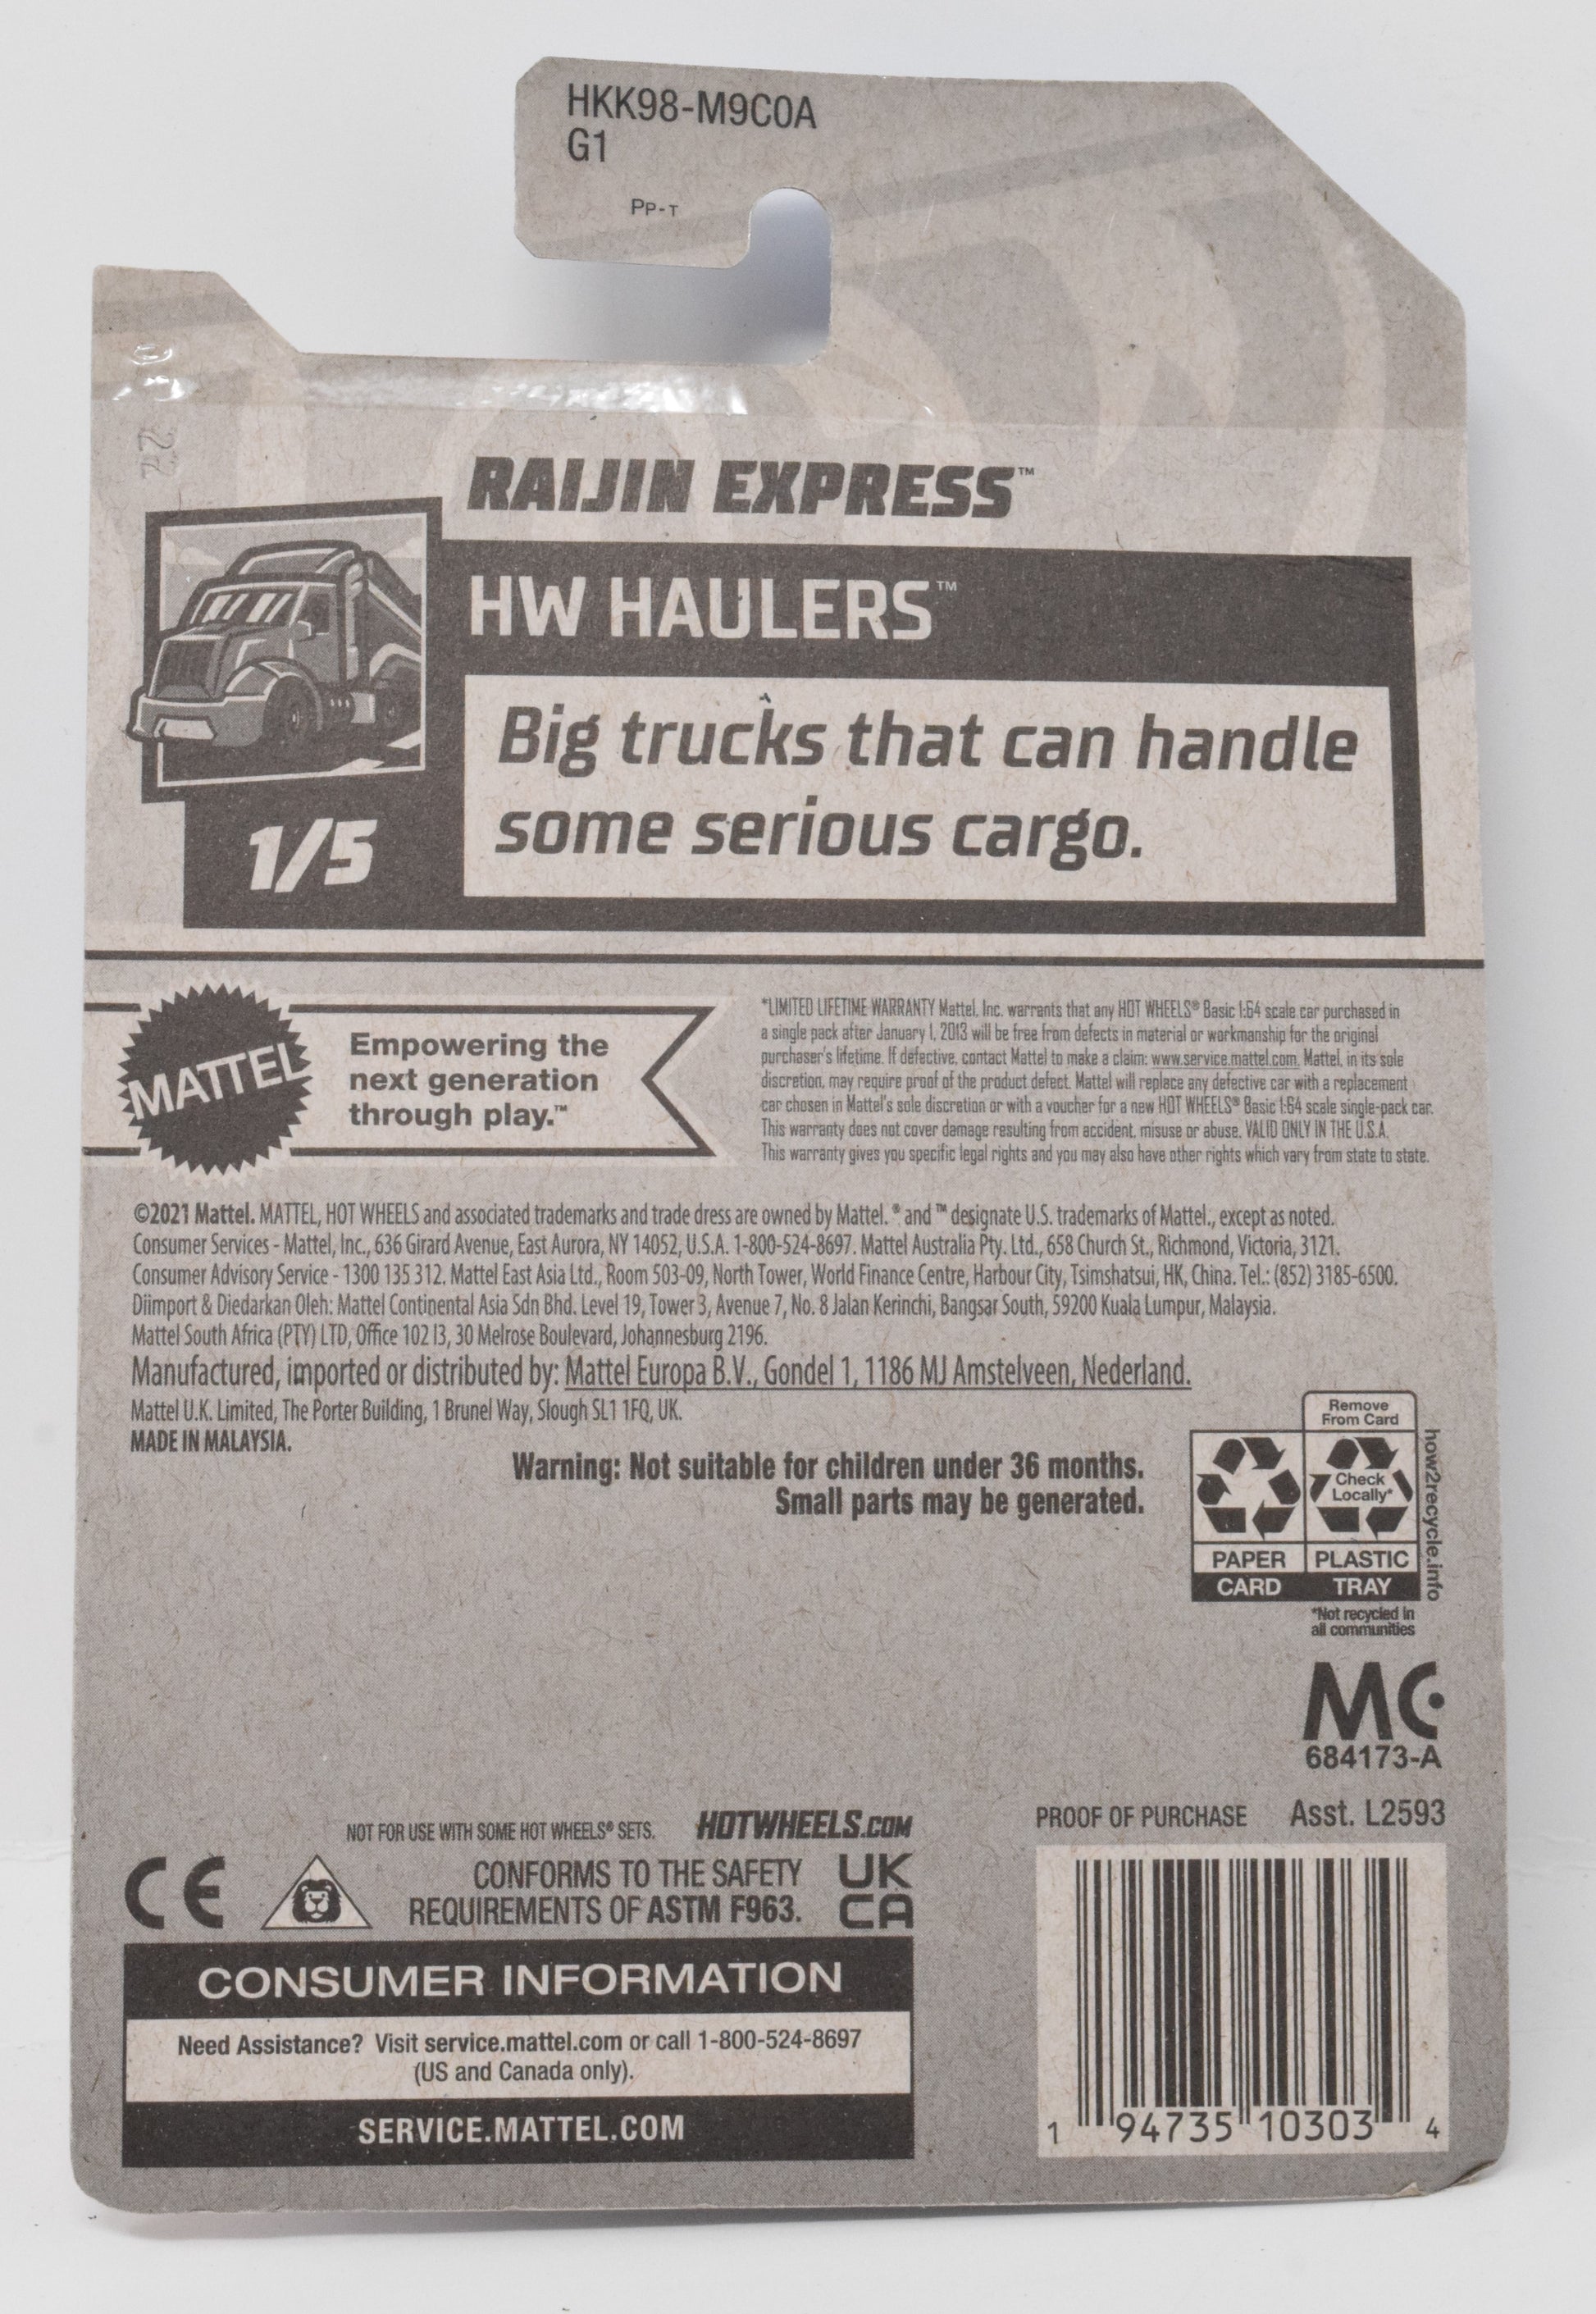 HKK98-M9C0A
G1
PP-T
22
RAIJIN EXPRESS™
HW HAULERS™
Big trucks that can handle
some serious cargo.
1/5
MATTEL
Empowering the
next generation
through play.™
*LIMITED LIFETIME WARRANTY Mattel, Inc. warrants that any HOT WHEELS® Basic 1:64 scale car purchased in
a single pack after January 1, 2013 will be free from defects in material or workmanship for the original
purchaser's lifetime. If defective, contact Mattel to make a claim: www.service.mattel.com. Mattel, in its sole
discretion, may require proof of the product defect. Mattel will replace any defective car with a replacement
car chosen in Mattel's sole discretion or with a voucher for a new HOT WHEELS® Basic 1:64 scale single-pack car.
This warranty does not cover damage resulting from accident, misuse or abuse. VALID ONLY IN THE U.S.A.
This warranty gives you specific legal rights and you may also have other rights which vary from state to state.
©2021 Mattel. MATTEL, HOT WHEELS and associated trademarks and trade dress are owned by Mattel. ® and ™ designate U.S. trademarks of Mattel., except as noted.
Consumer Services - Mattel, Inc., 636 Girard Avenue, East Aurora, NY 14052, U.S.A. 1-800-524-8697. Mattel Australia Pty. Ltd., 658 Church St., Richmond, Victoria, 3121.
Consumer Advisory Service - 1300 135 312. Mattel East Asia Ltd., Room 503-09, North Tower, World Finance Centre, Harbour City, Tsimshatsui, HK, China. Tel.: (852) 3185-6500.
Diimport & Diedarkan Oleh: Mattel Continental Asia Sdn Bhd. Level 19, Tower 3, Avenue 7, No. 8 Jalan Kerinchi, Bangsar South, 59200 Kuala Lumpur, Malaysia.
Mattel South Africa (PTY) LTD, Office 102 I3, 30 Melrose Boulevard, Johannesburg 2196.
Manufactured, imported or distributed by: Mattel Europa B.V., Gondel 1, 1186 MJ Amstelveen, Nederland.
Mattel U.K. Limited, The Porter Building, 1 Brunel Way, Slough SL1 1FQ, UK.
MADE IN MALAYSIA.
Warning: Not suitable for children under 36 months.
Small parts may be generated.
Remove
From Card
Check
Locally*
PAPER PLASTIC
CARD TRAY
how2recycle.info
*Not recycled in
all communities
MC
684173-A
NOT FOR USE WITH SOME HOT WHEELS® SETS.
HOTWHEELS.COM
PROOF OF PURCHASE Asst. L2593
CE
CONFORMS TO THE SAFETY
REQUIREMENTS OF ASTM F963.
UK
CA
CONSUMER INFORMATION
Need Assistance? Visit service.mattel.com or call 1-800-524-8697
(US and Canada only).
SERVICE.MATTEL.COM
1 94735 10303 4